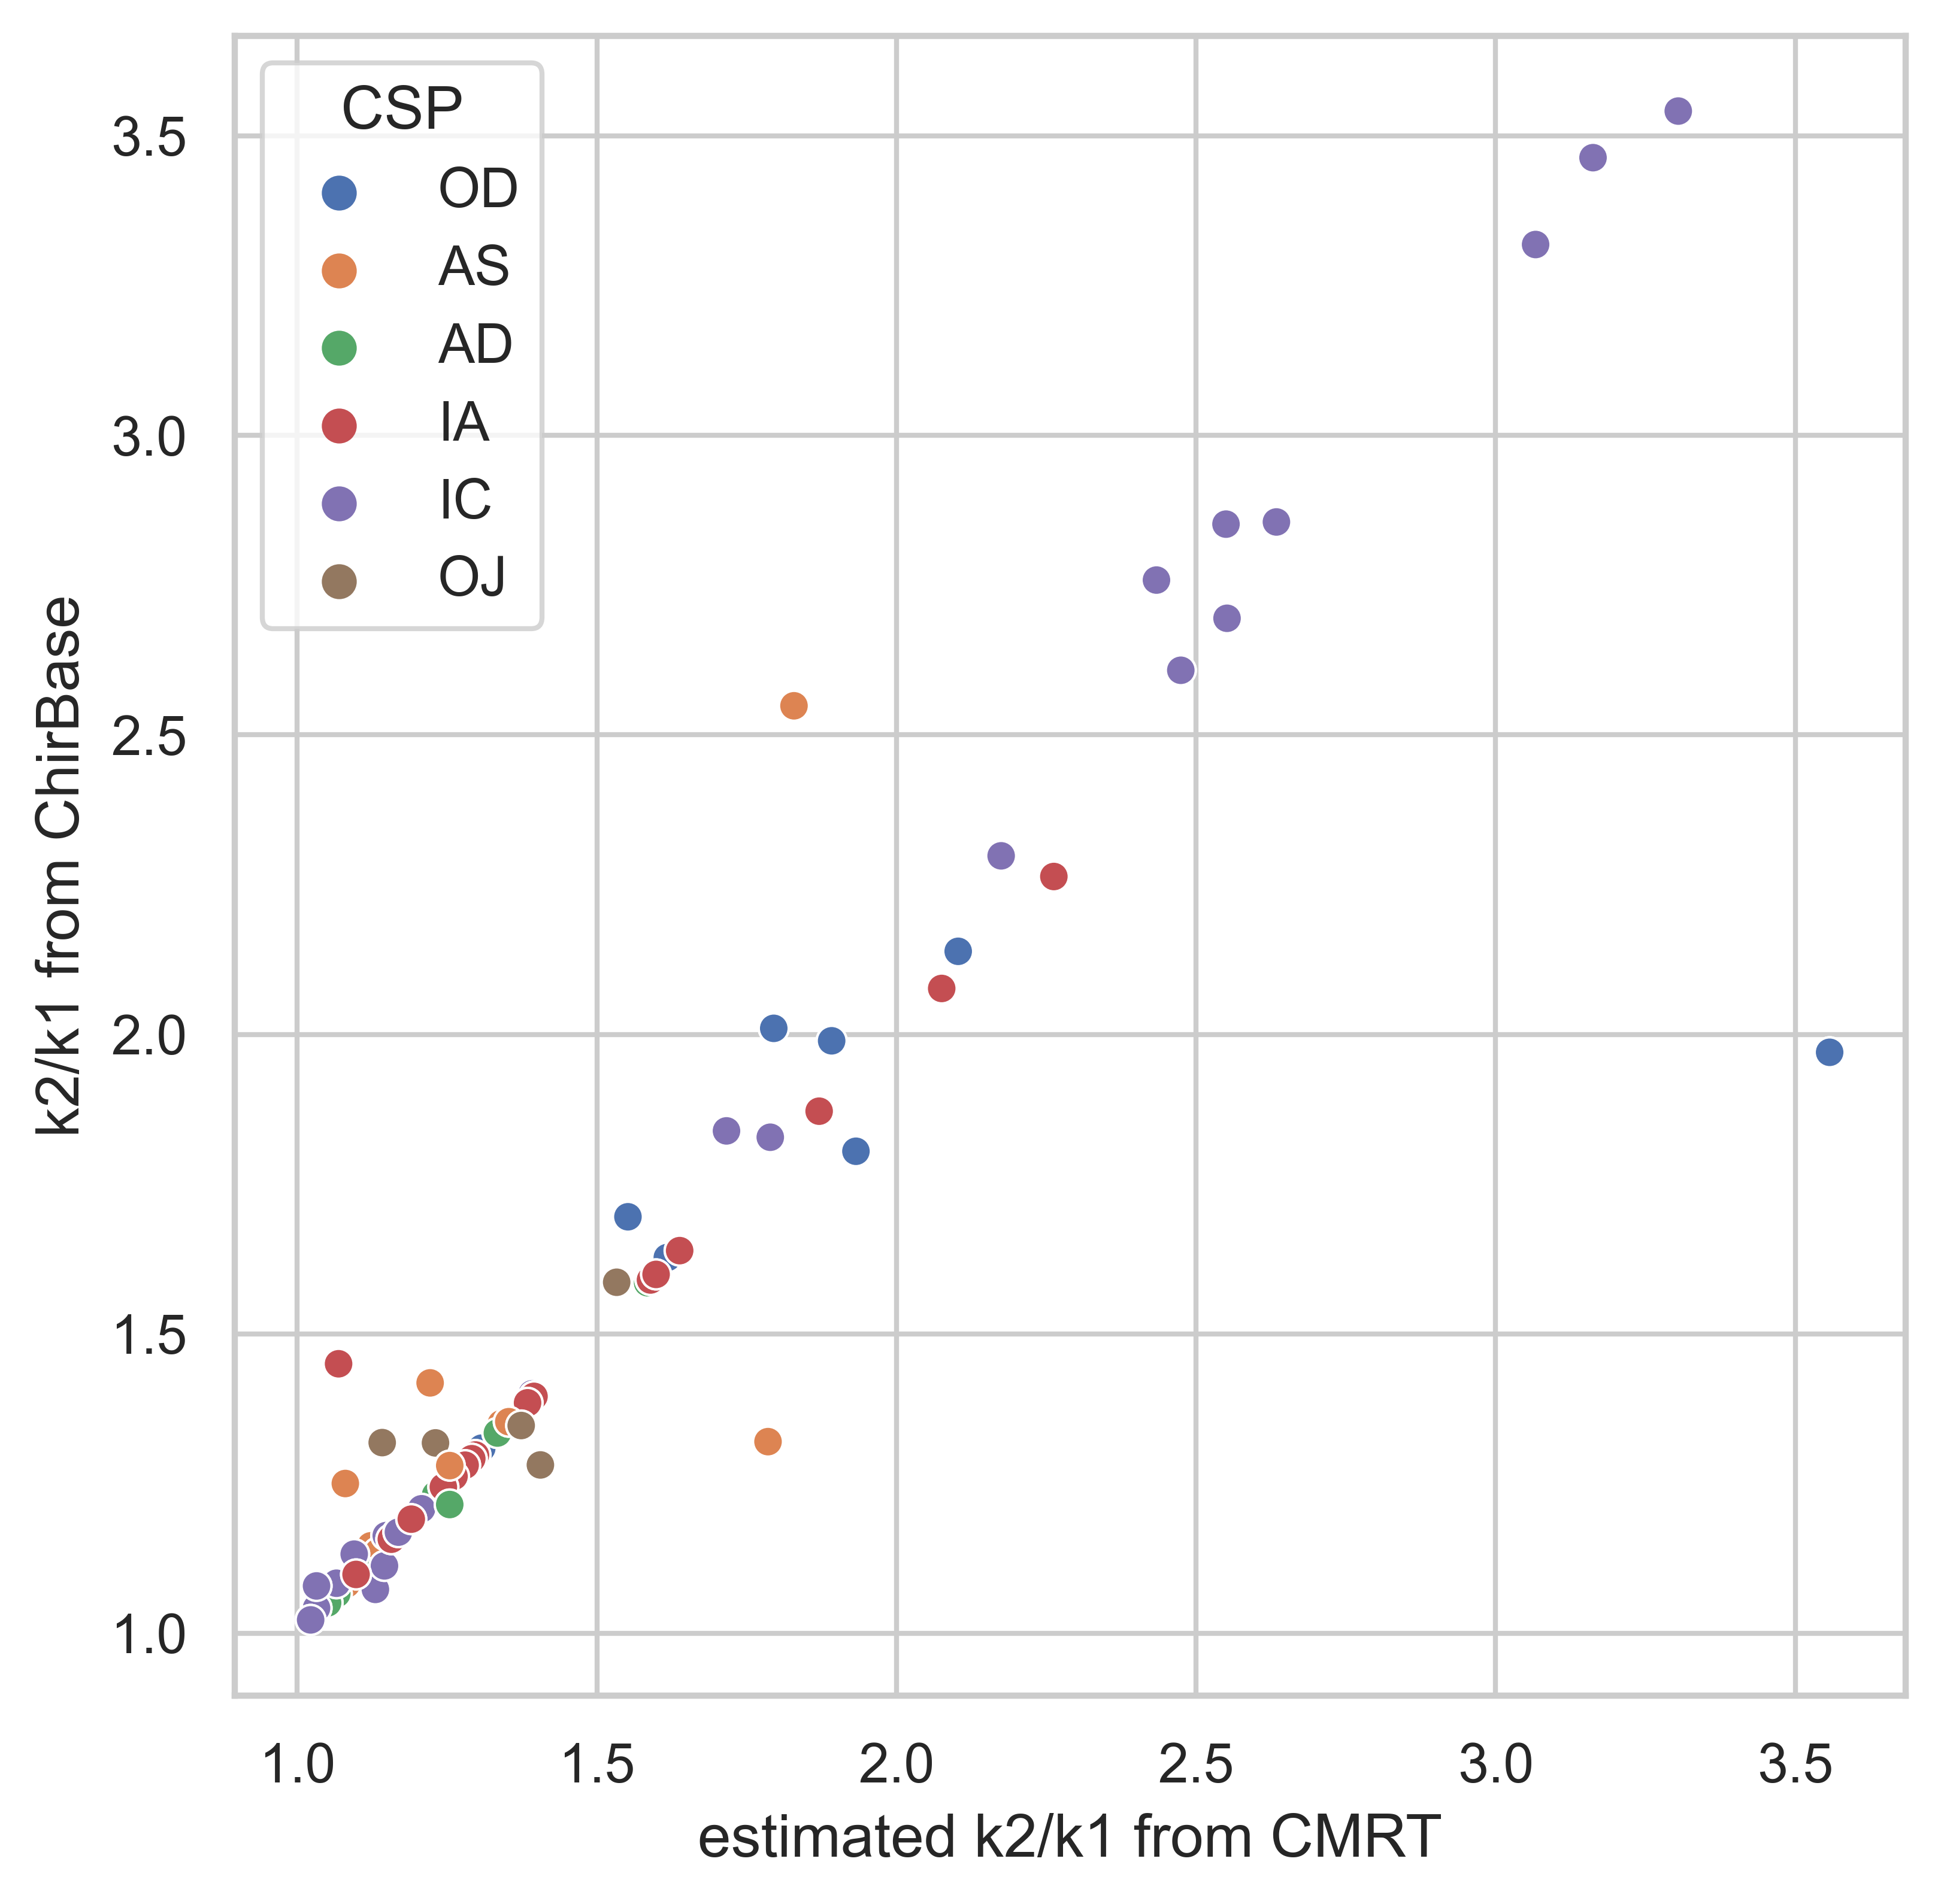 CSP
OD
AS
AD
IA
IC
OJ
3.5
3.0
2.5
2.0
1.5
1.0
k2/k1 from ChirBase
1.0 1.5 2.0 2.5 3.0 3.5
estimated k2/k1 from CMRT